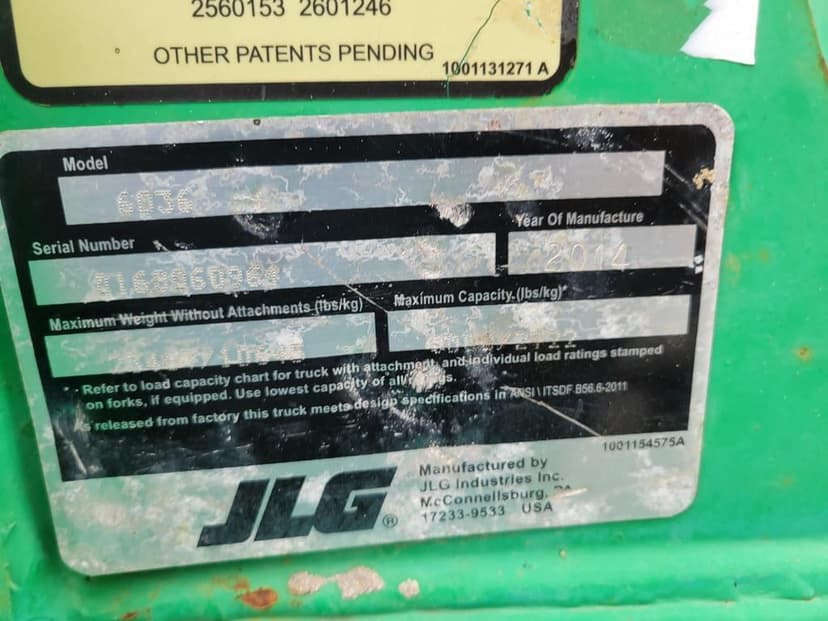 2560153 2601246
OTHER PATENTS PENDING
1001131271 A
Model
6036
Year Of Manufacture
Serial Number
2014
Maximum Weight Without Attachments (lbs/kg)
Maximum Capacity (lbs/kg)*
* Refer to load capacity chart for truck with attachment, and individual load ratings stamped
on forks, if equipped. Use lowest capacity of all
As released from factory this truck meets design specifications in ANSI \ ITSDF B56.6-2011
1001154575A
JLG®
Manufactured by
JLG Industries Inc.
McConnellsburg, PA
17233-9533 USA